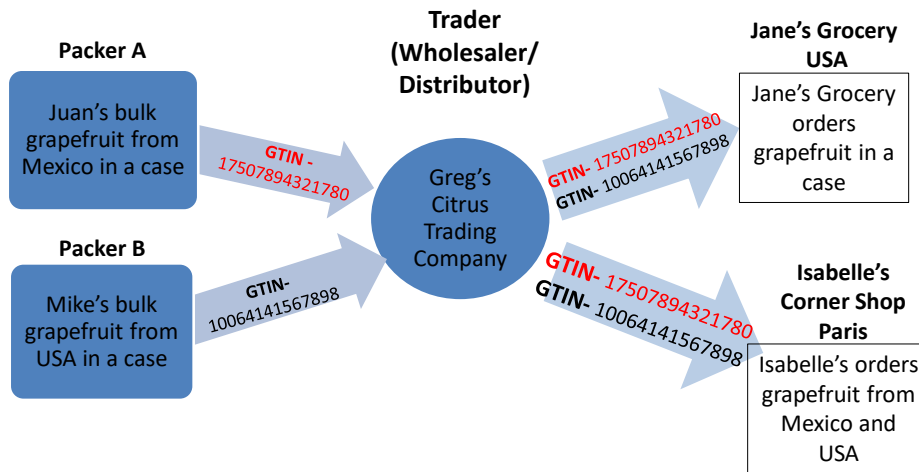 Packer A
Juan’s bulk
grapefruit from
Mexico in a case
GTIN -
17507894321780
Packer B
Mike’s bulk
grapefruit from
USA in a case
GTIN-
10064141567898
Trader
(Wholesaler/
Distributor)
Greg’s
Citrus
Trading
Company
GTIN- 17507894321780
GTIN- 10064141567898
GTIN- 17507894321780
GTIN- 10064141567898
Jane’s Grocery
USA
Jane’s Grocery
orders
grapefruit in a
case
Isabelle’s
Corner Shop
Paris
Isabelle’s orders
grapefruit from
Mexico and
USA